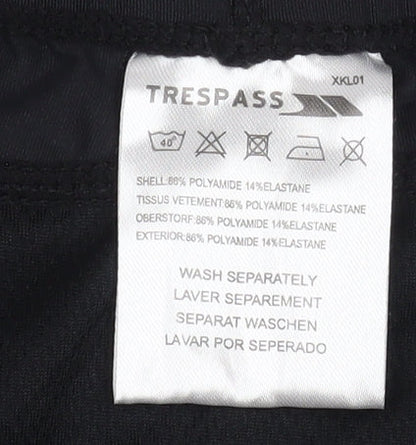 XKL01
TRESPASS
40°
SHELL:86% POLYAMIDE 14%ELASTANE
TISSUS VETEMENT:86% POLYAMIDE 14%ELASTANE
OBERSTORF:86% POLYAMIDE 14%ELASTANE
EXTERIOR:86% POLYAMIDE 14%ELASTANE
WASH SEPARATELY
LAVER SEPAREMENT
SEPARAT WASCHEN
LAVAR POR SEPERADO